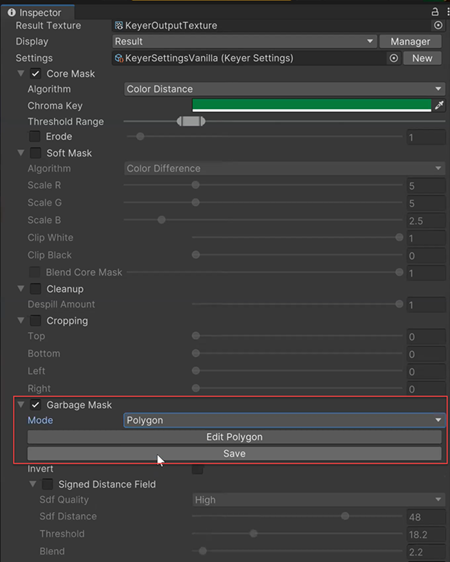 Inspector
Result Texture KeyerOutputTexture
Display Result Manager
Settings KeyerSettingsVanilla (Keyer Settings) New
Core Mask
Algorithm Color Distance
Chroma Key
Threshold Range
Erode 1
Soft Mask
Algorithm Color Difference
Scale R 5
Scale G 5
Scale B 2.5
Clip White 1
Clip Black 0
Blend Core Mask 1
Cleanup
Despill Amount 1
Cropping
Top 0
Bottom 0
Left 0
Right 0
Garbage Mask
Mode Polygon
Edit Polygon
Save
Invert
Signed Distance Field
Sdf Quality High
Sdf Distance 48
Threshold 18.2
Blend 2.2